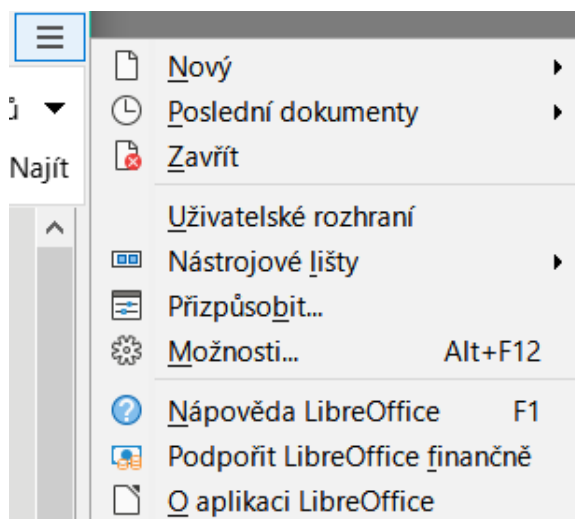 Nový
ů
Poslední dokumenty
Najít
Zavřít
Uživatelské rozhraní
Nástrojové lišty
Přizpůsobit...
Možnosti... Alt+F12
Nápověda LibreOffice F1
Podpořit LibreOffice finančně
O aplikaci LibreOffice